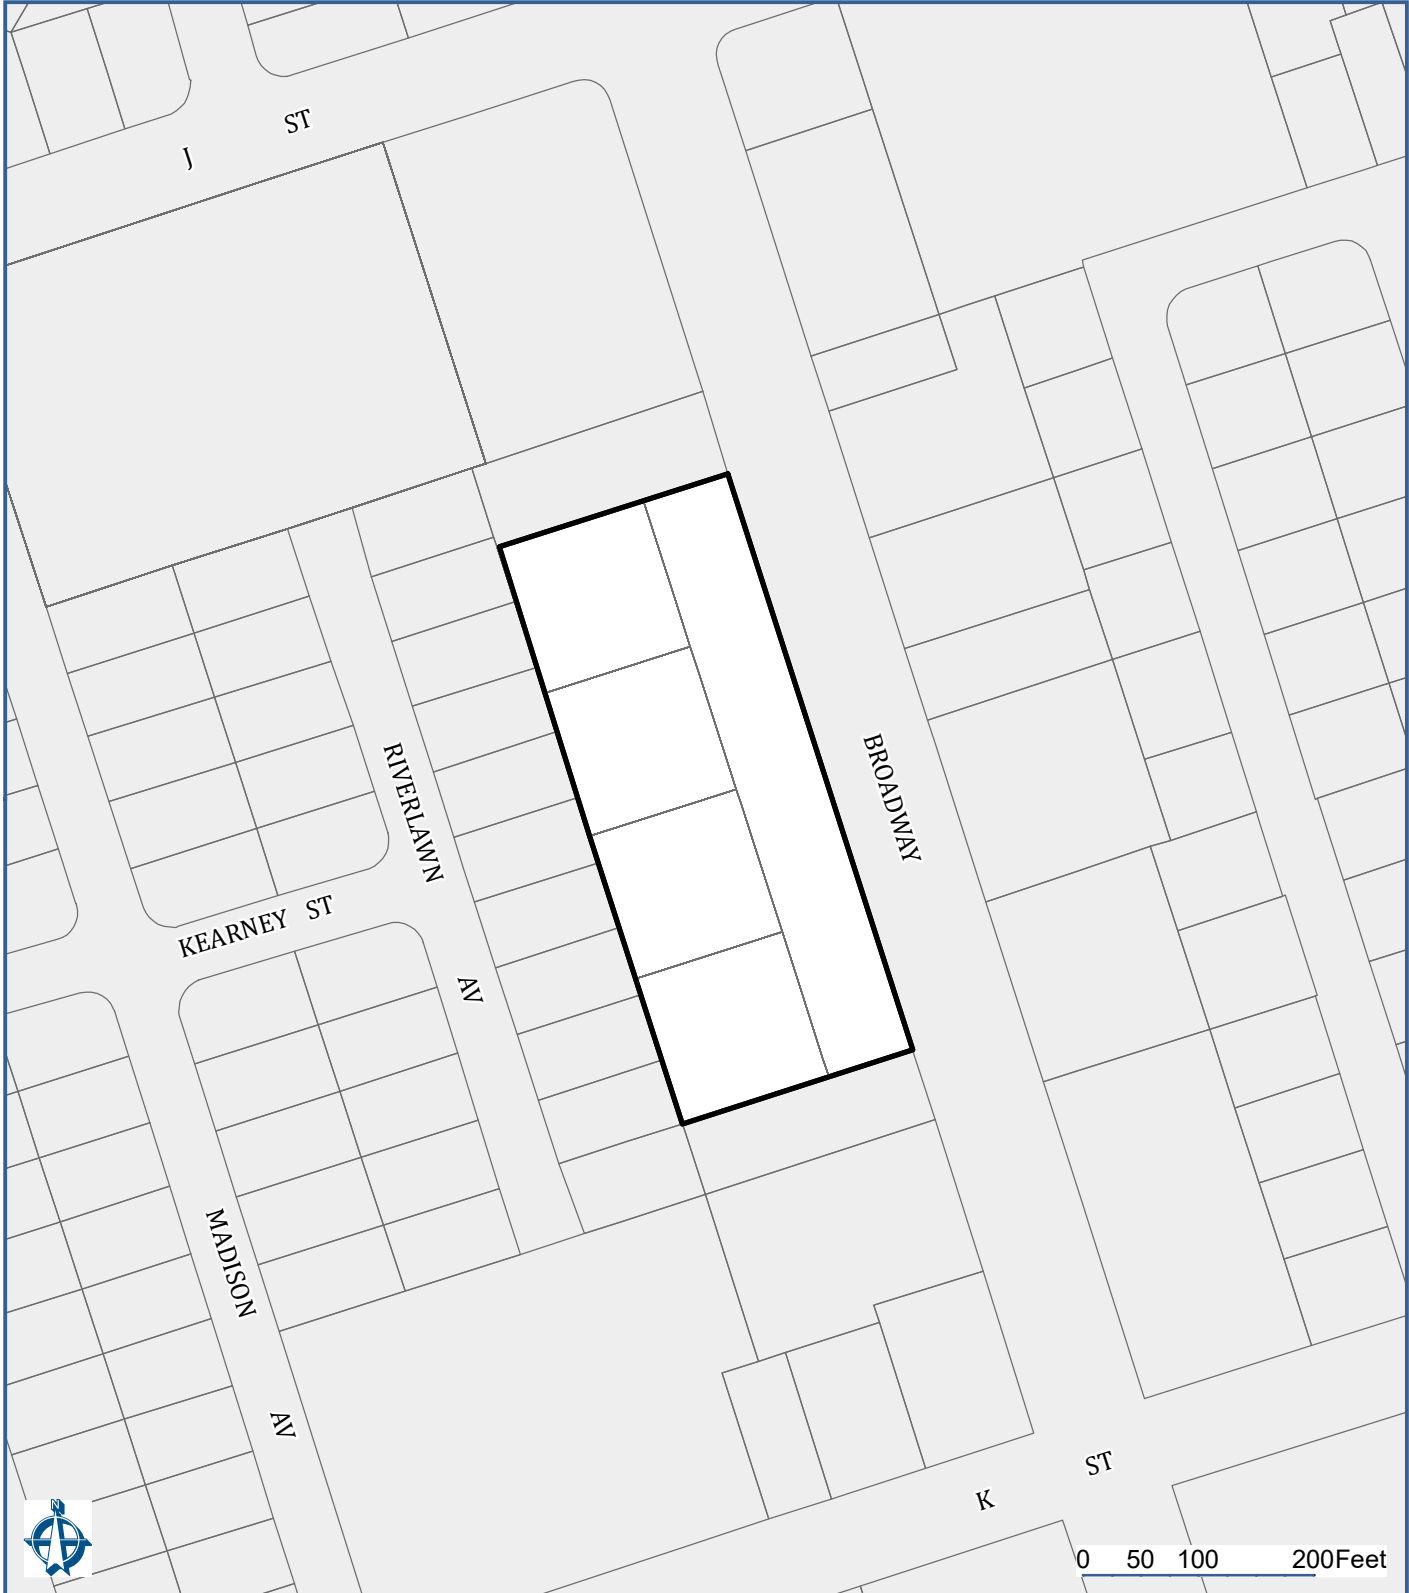 J ST
RIVERLAWN AV
BROADWAY
KEARNEY ST
MADISON AV
K ST
N
0 50 100 200Feet